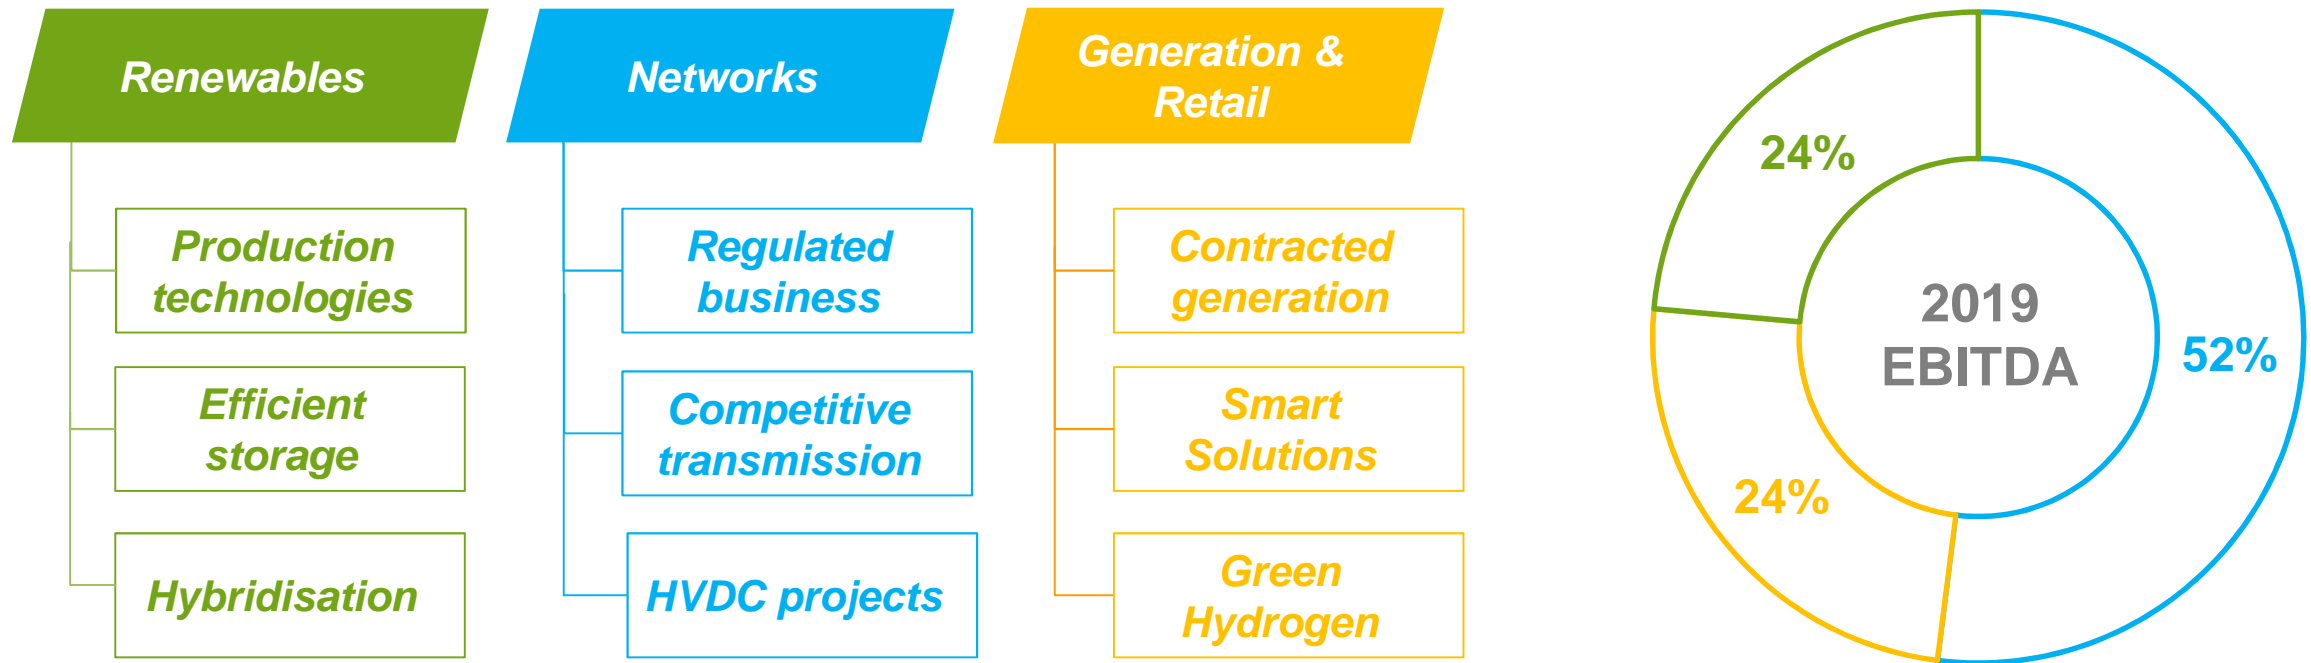 Renewables
Production
technologies
Efficient
storage
Hybridisation
Networks
Regulated
business
Competitive
transmission
HVDC projects
Generation &
Retail
Contracted
generation
Smart
Solutions
Green
Hydrogen
24%
52%
24%
2019
EBITDA